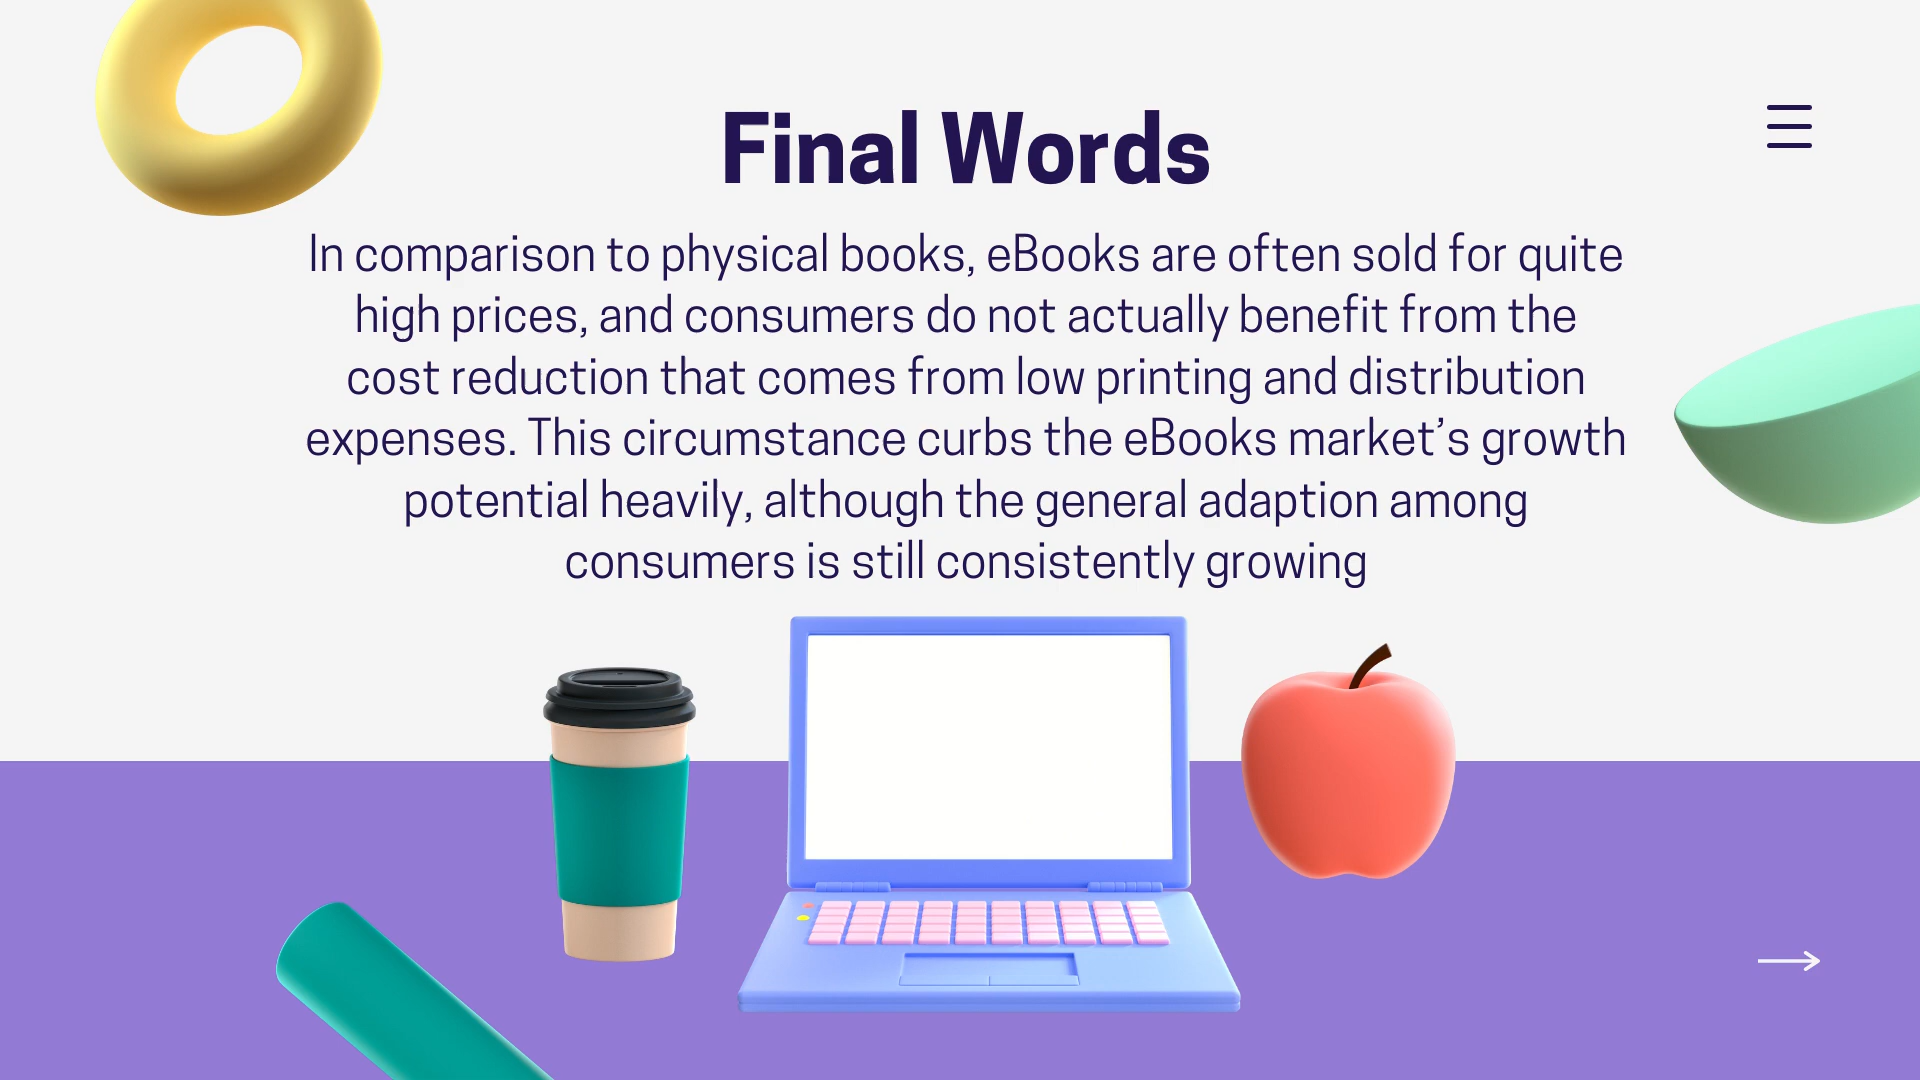 Final Words
In comparison to physical books, eBooks are often sold for quite
high prices, and consumers do not actually benefit from the
cost reduction that comes from low printing and distribution
expenses. This circumstance curbs the eBooks market’s growth
potential heavily, although the general adaption among
consumers is still consistently growing